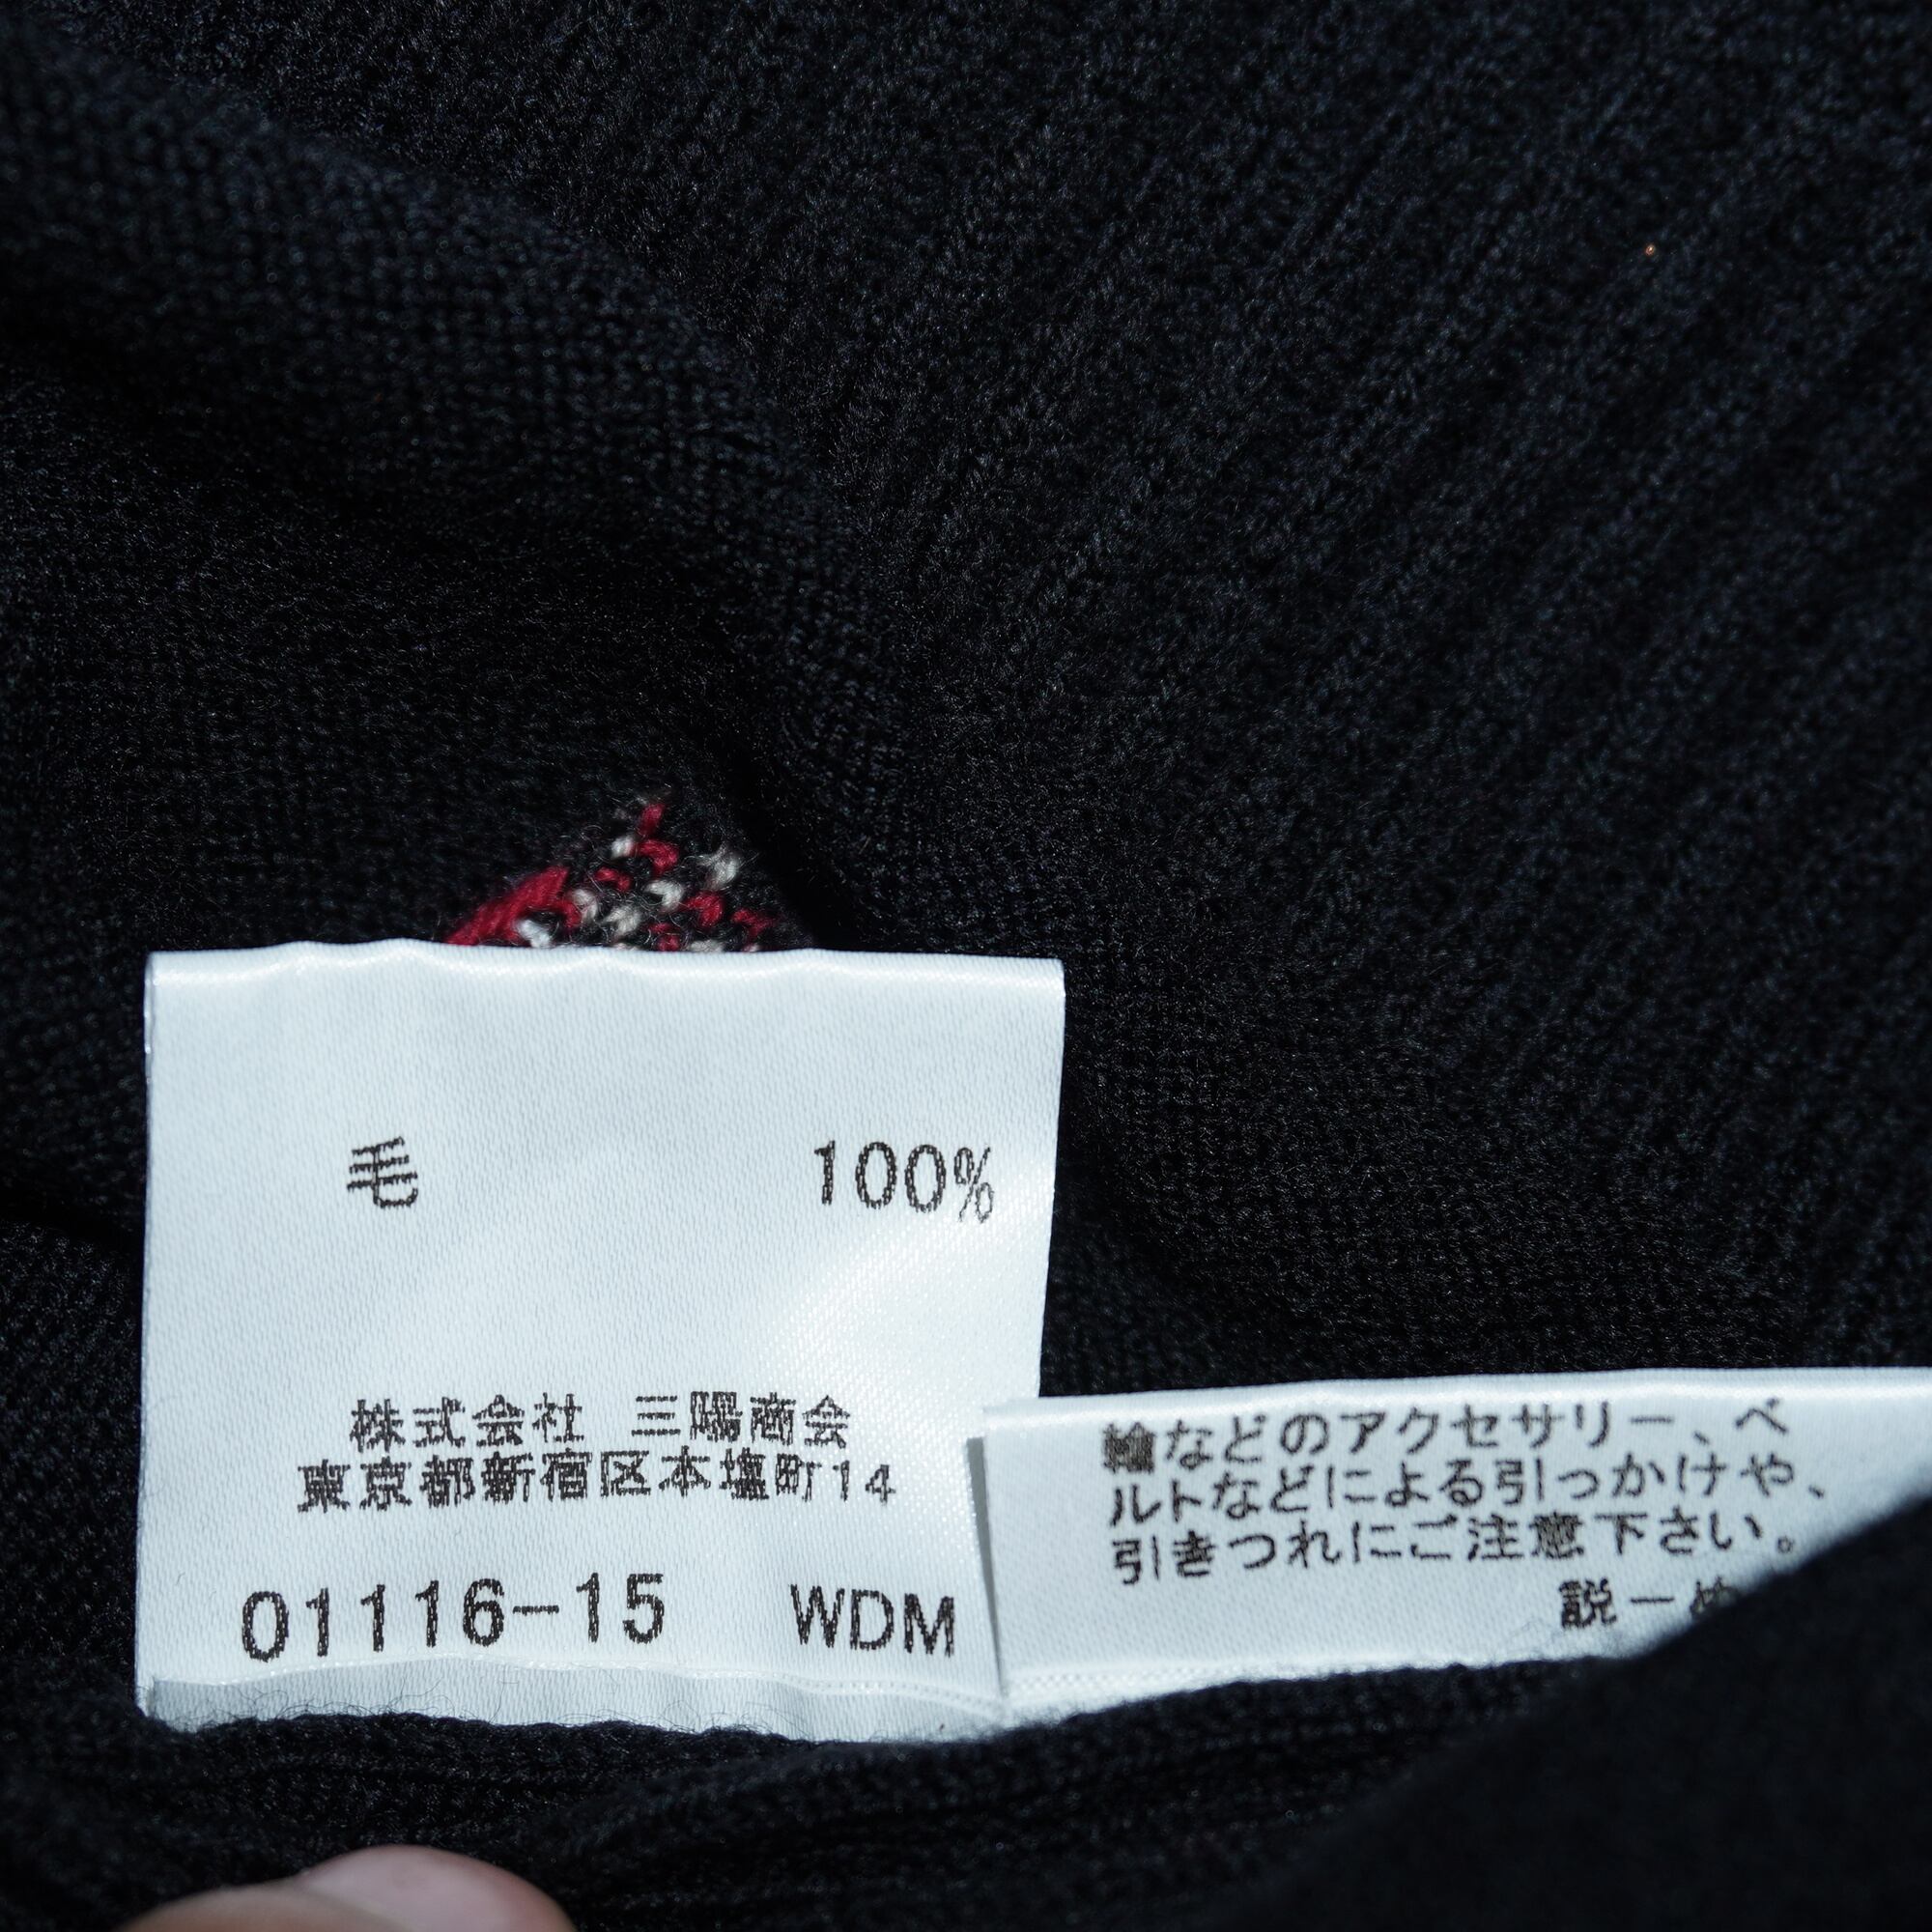 毛 100%
株式会社 三陽商会
東京都新宿区本塩町14
01116-15 WDM
輪などのアクセサリー、ベ
ルトなどによる引っかけや、
引きつれにご注意下さい。
説-め